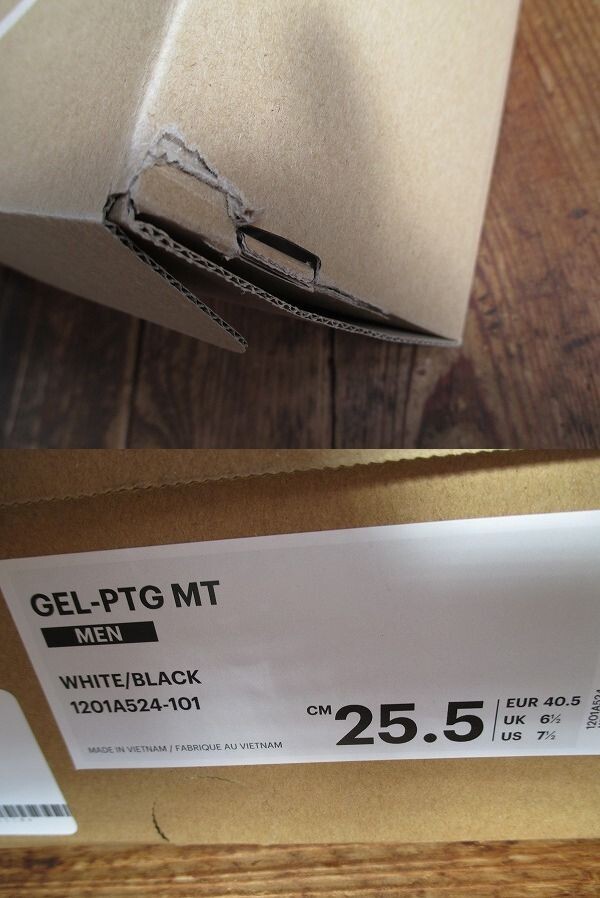 GEL-PTG MT
MEN
WHITE/BLACK
1201A524-101
MADE IN VIETNAM / FABRIQUE AU VIETNAM
CM 25.5
EUR 40.5
UK 6½
US 7½
1201A524